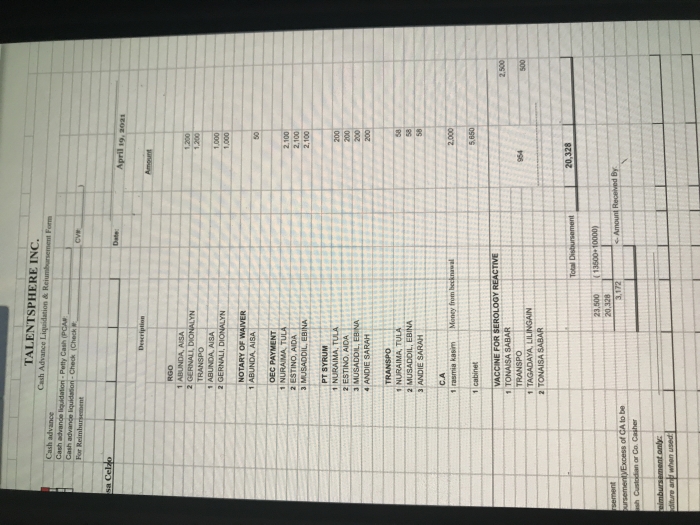 TALENTSPHERE INC.
Cash Advance Liquidation & Reimbursement Form
Cash advance
Cash advance liquidation - Petty Cash (PCA#
Cash advance liquidation - Check (Check # CV#
For Reimbursement
sa Celzo Date: April 19, 2021
Description Amount
RGR
1 ABUNDA, AISA 1,200
2 GERNALI, DIONALYN 1,200
TRANSPO
1 ABUNDA, AISA 1,000
2 GERNALI, DIONALYN 1,000
NOTARY OF WAIVER
1 ABUNDA, AISA 50
OEC PAYMENT
1 NURAIMA, TULA 2,100
2 ESTINO, AIDA 2,100
3 MUSADDIL, EBINA 2,100
PT SYRUM
1 NURAIMA, TULA 200
2 ESTINO, AIDA 200
3 MUSADOIL, EBINA 200
4 ANDIE SARAH 200
TRANSPO
1 NURAIMA, TULA 58
2 MUSADOIL, EBINA 58
3 ANDIE SARAH 58
C.A
1 rasmia kasim Money from 2,000
1 cabinet 5,650
VACCINE FOR SEROLOGY REACTIVE
1 TONAISA SABAR 2,500
TRANSPO
1 TAGADAYA, LILINGAIN 954
2 TONAISA SABAR 500
Total Disbursement 20,328
23,500 (13500+10000)
20,328
sement 3,172 < Amount Received By:
ursement/Excess of CA to be
sh Custodian or Co. Cashier
eimbursement only:
diture and when used